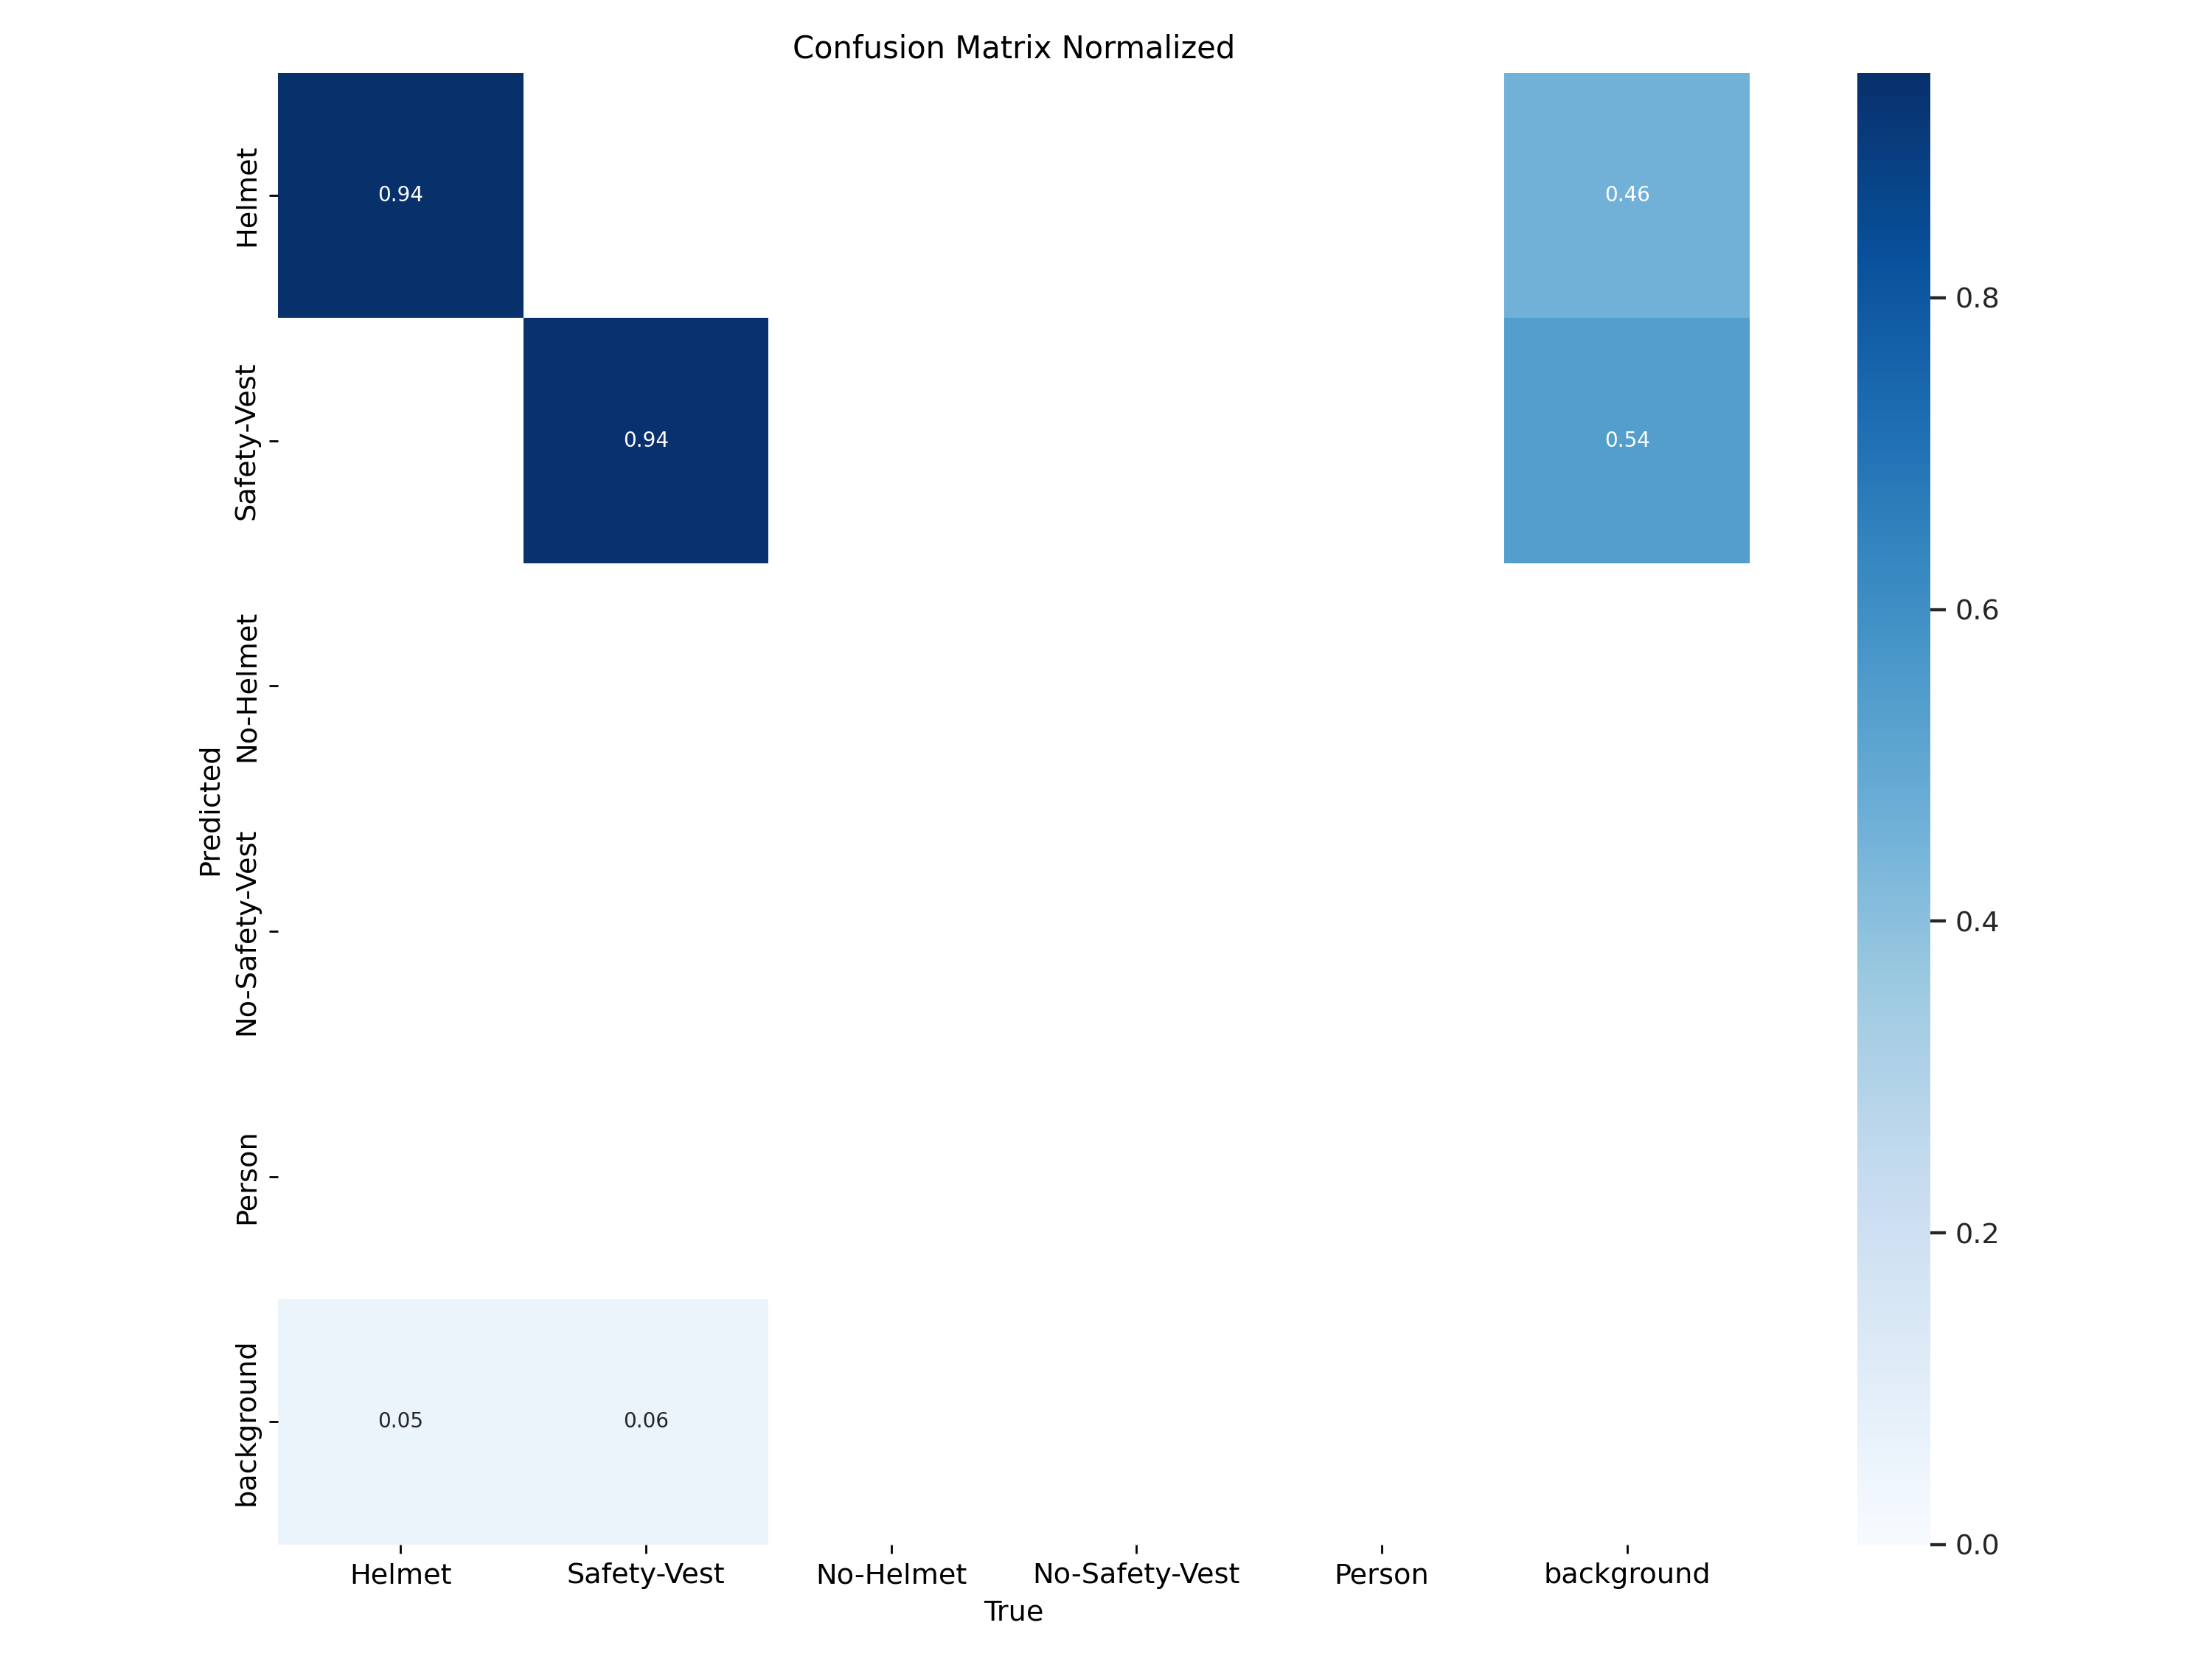 Confusion Matrix Normalized
Helmet
0.94
0.46
0.8
Safety-Vest
0.94
0.54
0.6
No-Helmet
Predicted
No-Safety-Vest
0.4
Person
0.2
background
0.05
0.06
0.0
Helmet
Safety-Vest
No-Helmet
No-Safety-Vest
Person
background
True